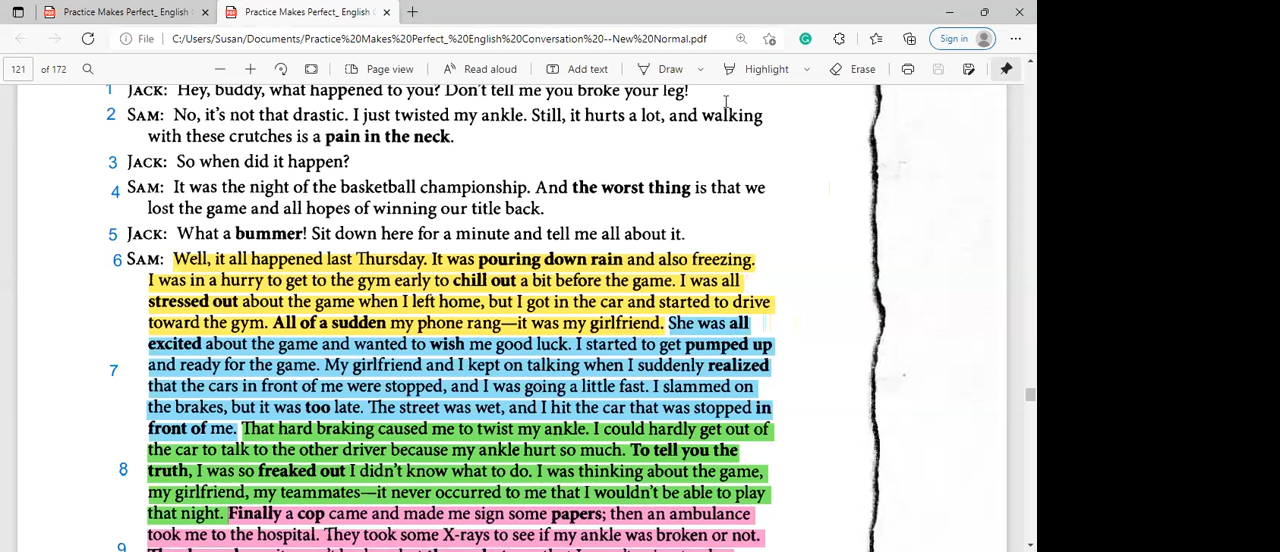 Practice Makes Perfect_ English C
Practice Makes Perfect_ English C
File C:/Users/Susan/Documents/Practice%20Makes%20Perfect_%20English%20Conversation%20--New%20Normal.pdf
Sign in
121 of 172
Page view
Read aloud
Add text
Draw
Highlight
Erase
1 JACK: Hey, buddy, what happened to you? Don't tell me you broke your leg!
2 SAM: No, it's not that drastic. I just twisted my ankle. Still, it hurts a lot, and walking
with these crutches is a pain in the neck.
3 JACK: So when did it happen?
4 SAM: It was the night of the basketball championship. And the worst thing is that we
lost the game and all hopes of winning our title back.
5 JACK: What a bummer! Sit down here for a minute and tell me all about it.
6 SAM: Well, it all happened last Thursday. It was pouring down rain and also freezing.
I was in a hurry to get to the gym early to chill out a bit before the game. I was all
stressed out about the game when I left home, but I got in the car and started to drive
toward the gym. All of a sudden my phone rang—it was my girlfriend. She was all
excited about the game and wanted to wish me good luck. I started to get pumped up
7 and ready for the game. My girlfriend and I kept on talking when I suddenly realized
that the cars in front of me were stopped, and I was going a little fast. I slammed on
the brakes, but it was too late. The street was wet, and I hit the car that was stopped in
front of me. That hard braking caused me to twist my ankle. I could hardly get out of
the car to talk to the other driver because my ankle hurt so much. To tell you the
8 truth, I was so freaked out I didn't know what to do. I was thinking about the game,
my girlfriend, my teammates—it never occurred to me that I wouldn't be able to play
that night. Finally a cop came and made me sign some papers; then an ambulance
took me to the hospital. They took some X-rays to see if my ankle was broken or not.
9